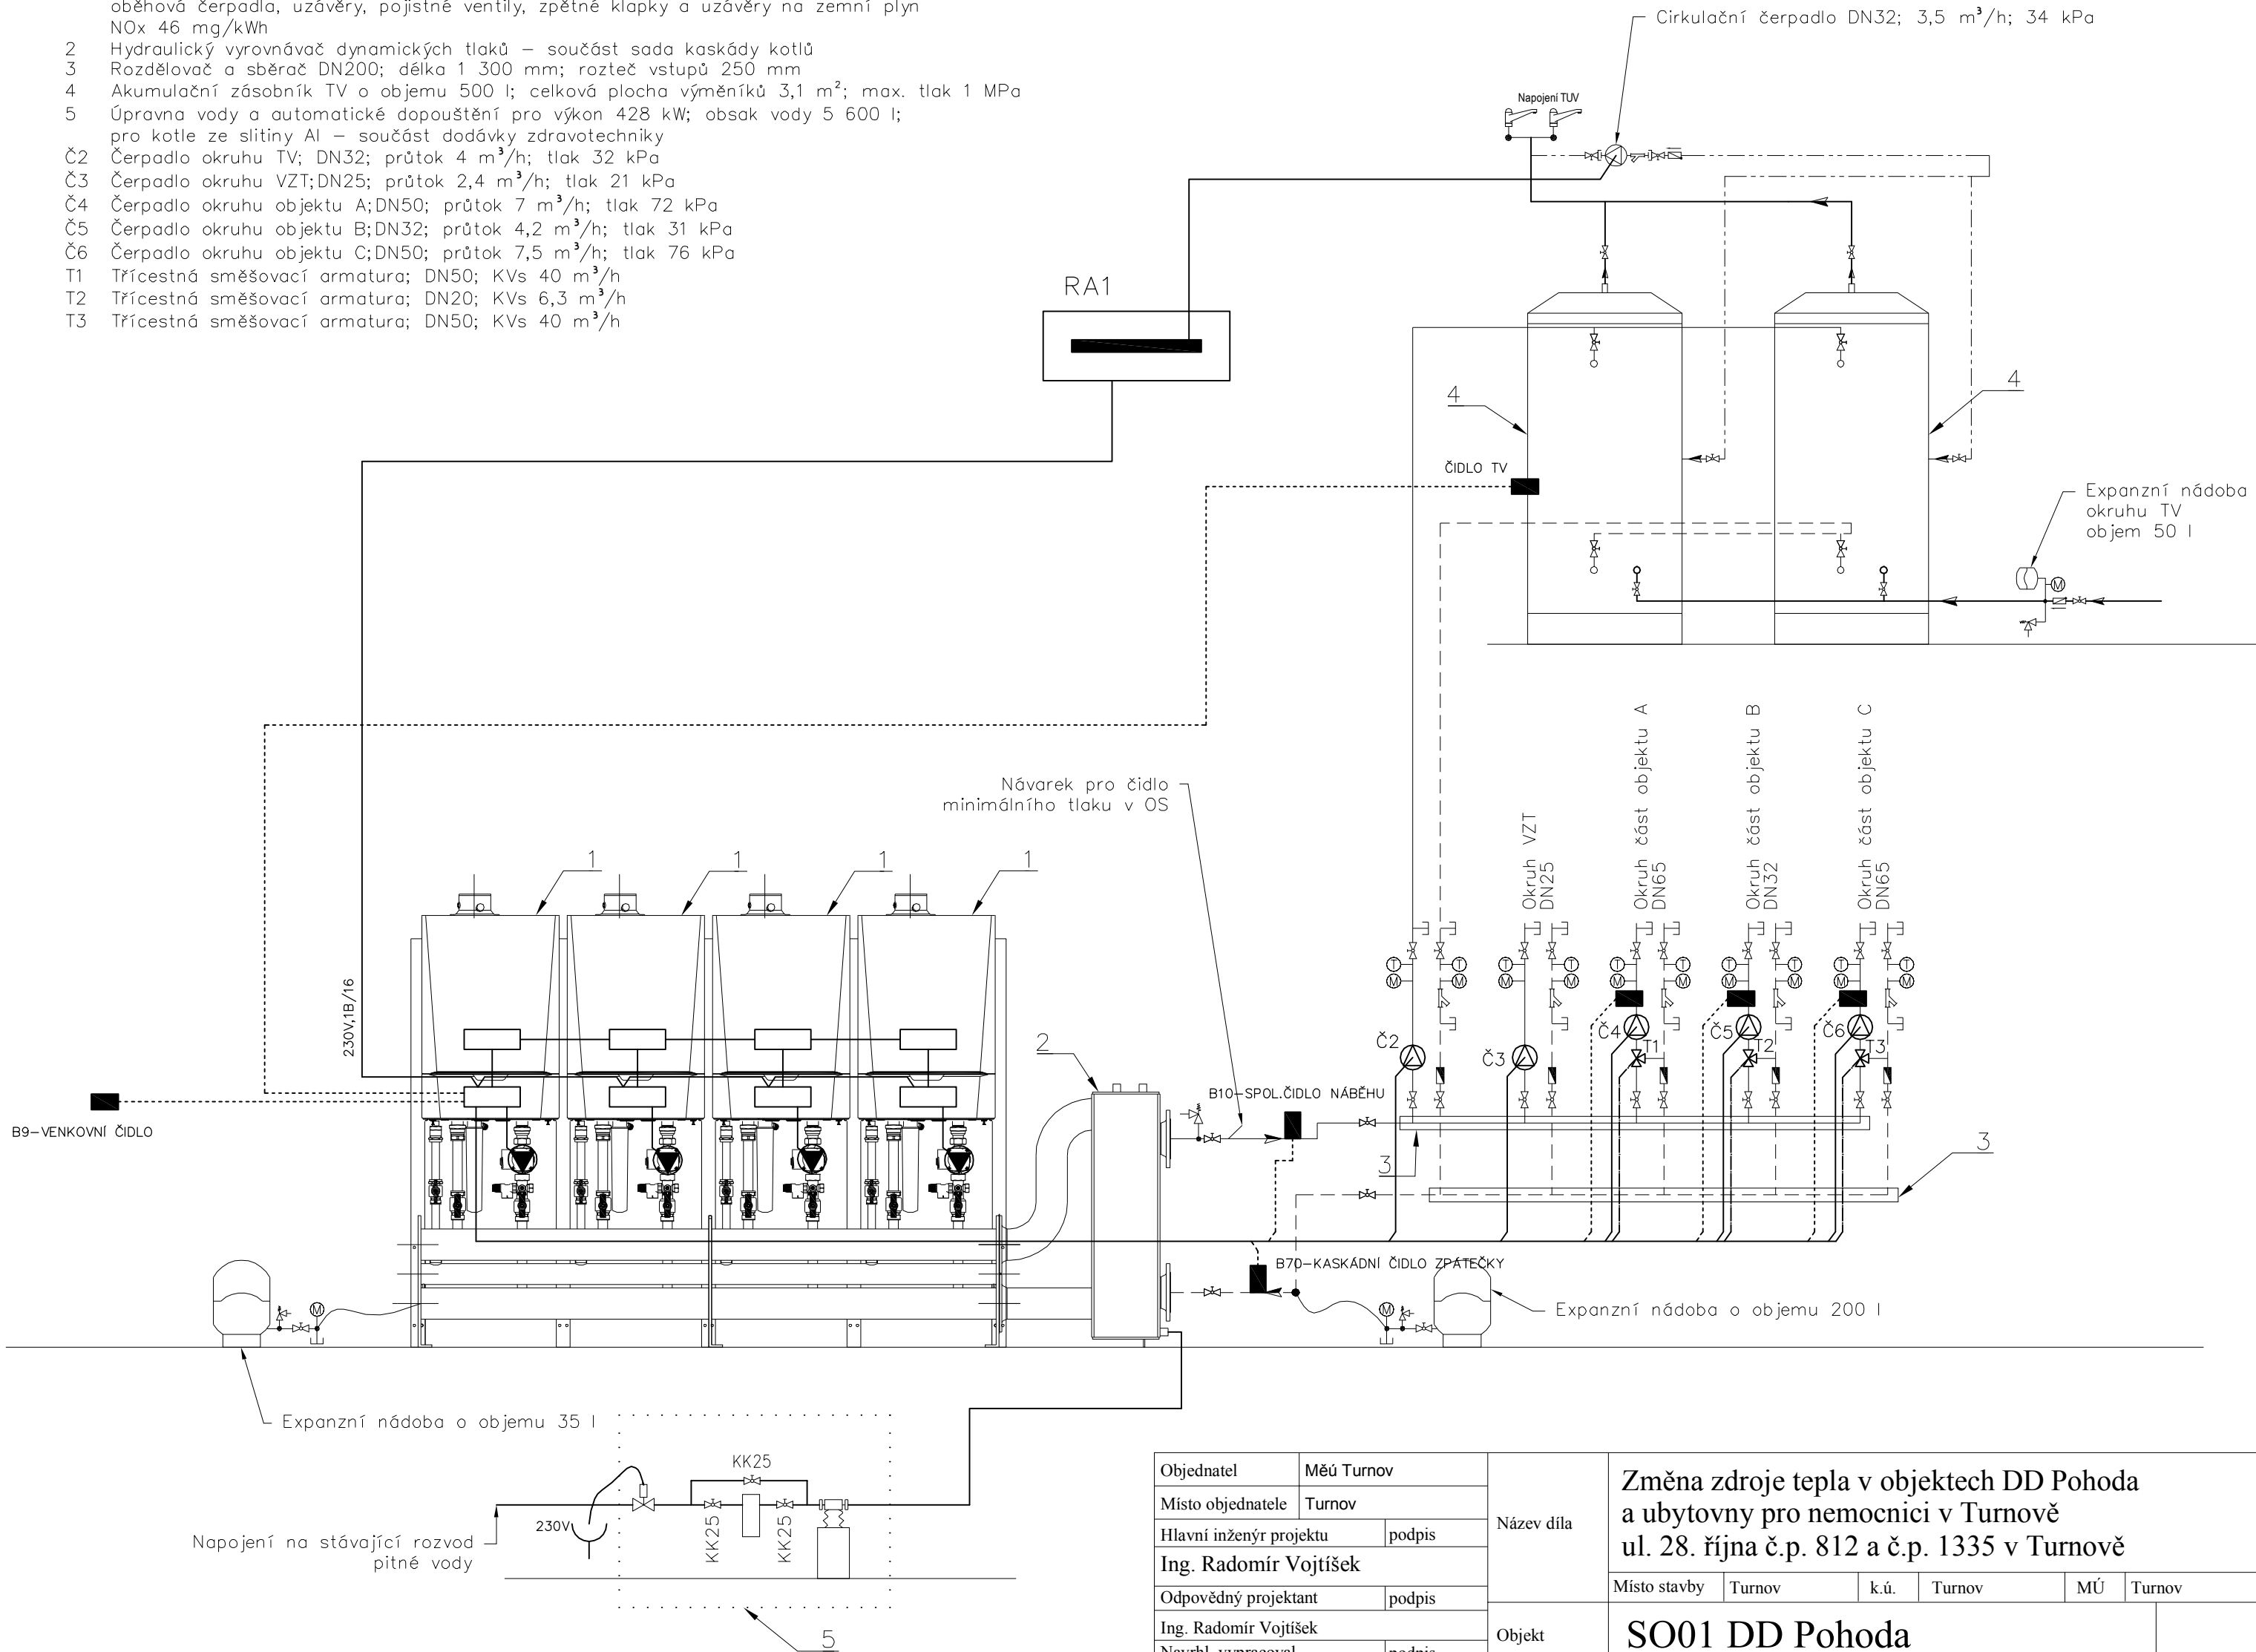 oběhová čerpadla, uzávěry, pojistné ventily, zpětné klapky a uzávěry na zemní plyn
NOx 46 mg/kWh
2 Hydraulický vyrovnávač dynamických tlaků – součást sada kaskády kotlů
3 Rozdělovač a sběrač DN200; délka 1 300 mm; rozteč vstupů 250 mm
4 Akumulační zásobník TV o objemu 500 l; celková plocha výměníků 3,1 m²; max. tlak 1 MPa
5 Úpravna vody a automatické dopouštění pro výkon 428 kW; obsak vody 5 600 l;
pro kotle ze slitiny Al – součást dodávky zdravotechniky
Č2 Čerpadlo okruhu TV; DN32; průtok 4 m³/h; tlak 32 kPa
Č3 Čerpadlo okruhu VZT;DN25; průtok 2,4 m³/h; tlak 21 kPa
Č4 Čerpadlo okruhu objektu A;DN50; průtok 7 m³/h; tlak 72 kPa
Č5 Čerpadlo okruhu objektu B;DN32; průtok 4,2 m³/h; tlak 31 kPa
Č6 Čerpadlo okruhu objektu C;DN50; průtok 7,5 m³/h; tlak 76 kPa
T1 Třícestná směšovací armatura; DN50; KVs 40 m³/h
T2 Třícestná směšovací armatura; DN20; KVs 6,3 m³/h
T3 Třícestná směšovací armatura; DN50; KVs 40 m³/h
Cirkulační čerpadlo DN32; 3,5 m³/h; 34 kPa
Napojení TUV
RA1
4
4
ČIDLO TV
Expanzní nádoba
okruhu TV
objem 50 l
M
Návarek pro čidlo
minimálního tlaku v OS
Okruh VZT
DN25
Okruh část objektu A
DN65
Okruh část objektu B
DN32
Okruh část objektu C
DN65
1
1
1
1
230V,1B/16
T T T T T T T T T
M M M M M M M M M
Č2
Č3
Č4
T1
Č5
T2
Č6
T3
2
B9–VENKOVNÍ ČIDLO
B10–SPOL.ČIDLO NÁBĚHU
3
3
B70–KASKÁDNÍ ČIDLO ZPÁTEČKY
M
M
Expanzní nádoba o objemu 200 l
Expanzní nádoba o objemu 35 l
KK25
KK25
KK25
230V
Napojení na stávající rozvod
pitné vody
5
Objednatel Měú Turnov
Místo objednatele Turnov
Hlavní inženýr projektu podpis
Ing. Radomír Vojtíšek
Odpovědný projektant podpis
Ing. Radomír Vojtíšek
Název díla
Změna zdroje tepla v objektech DD Pohoda
a ubytovny pro nemocnici v Turnově
ul. 28. října č.p. 812 a č.p. 1335 v Turnově
Místo stavby Turnov k.ú. Turnov MÚ Turnov
Objekt SO01 DD Pohoda